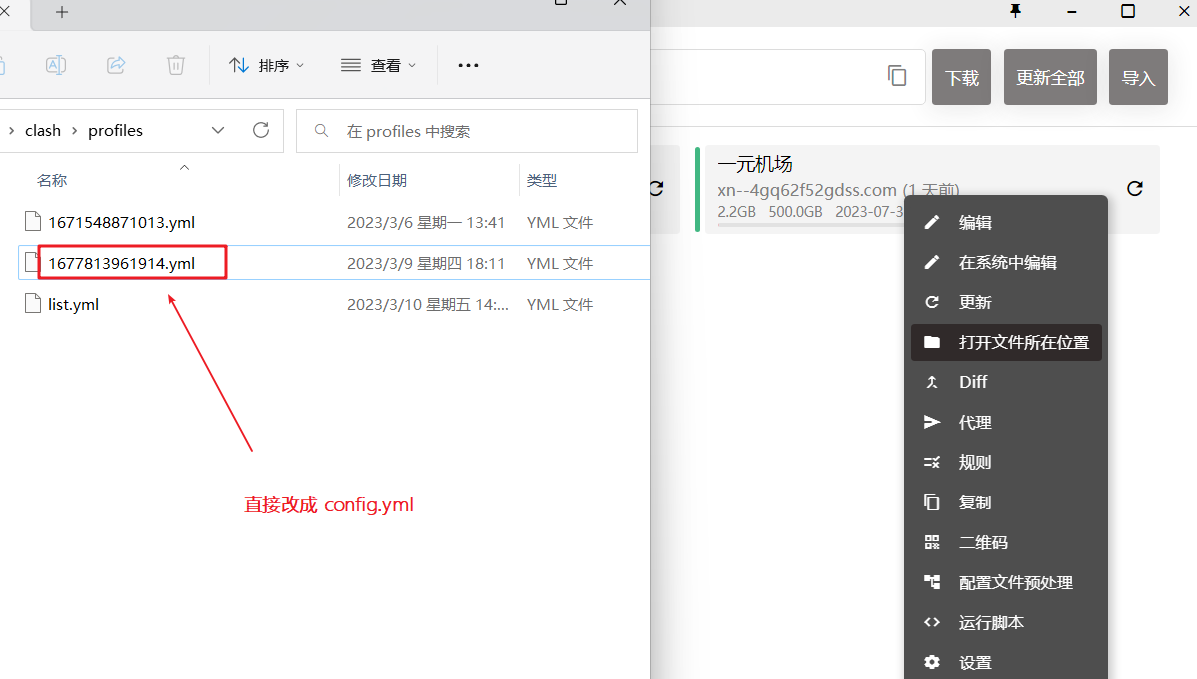 排序
查看
clash
profiles
在 profiles 中搜索
名称
修改日期
类型
1671548871013.yml
2023/3/6 星期一 13:41
YML 文件
1677813961914.yml
2023/3/9 星期四 18:11
YML 文件
list.yml
2023/3/10 星期五 14:...
YML 文件
直接改成 config.yml
下载
更新全部
导入
一元机场
xn--4gq62f52gdss.com (1 天前)
2.2GB 500.0GB 2023-07-3
编辑
在系统中编辑
更新
打开文件所在位置
Diff
代理
规则
复制
二维码
配置文件预处理
运行脚本
设置